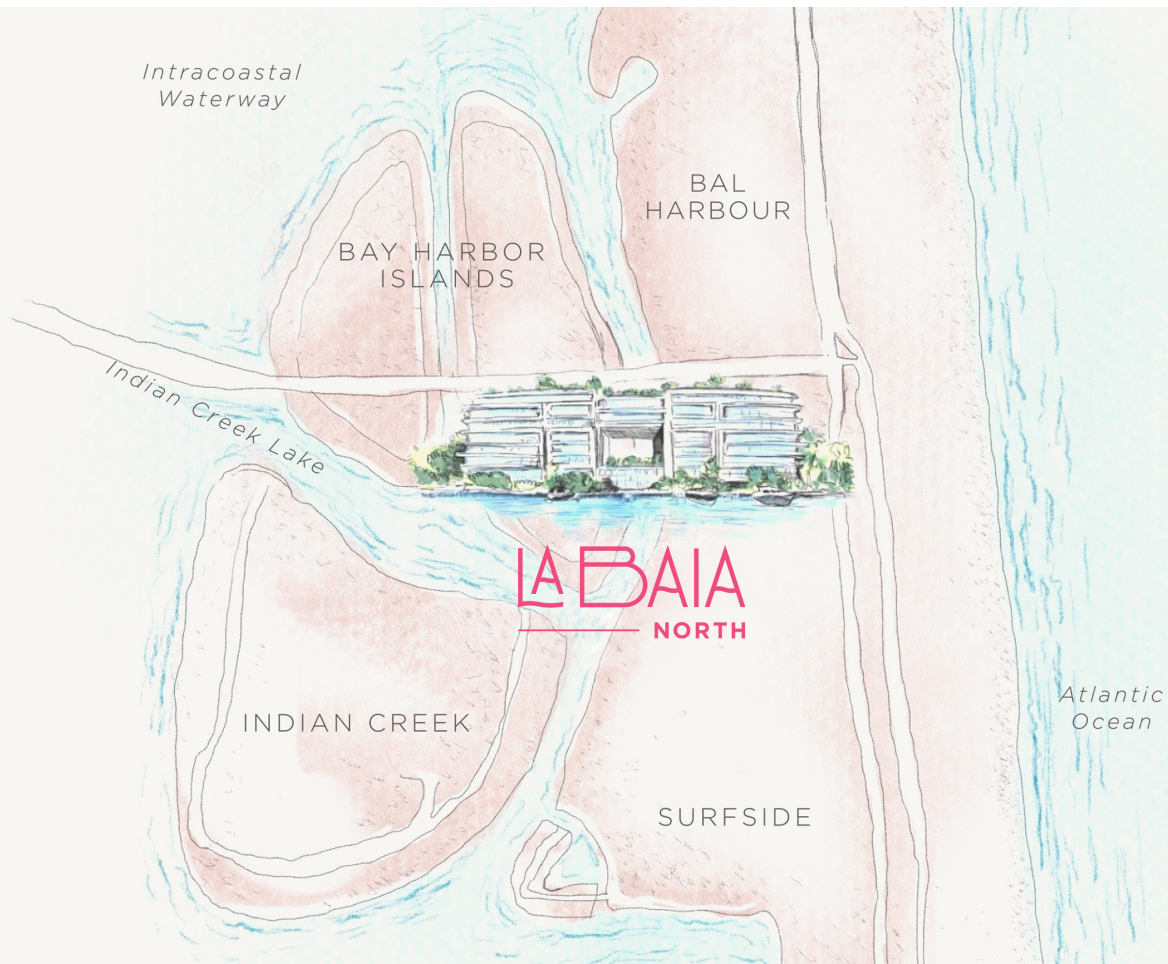 Intracoastal
Waterway
BAL
HARBOUR
BAY HARBOR
ISLANDS
Indian Creek Lake
LA BAIA
NORTH
Atlantic
Ocean
INDIAN CREEK
SURFSIDE